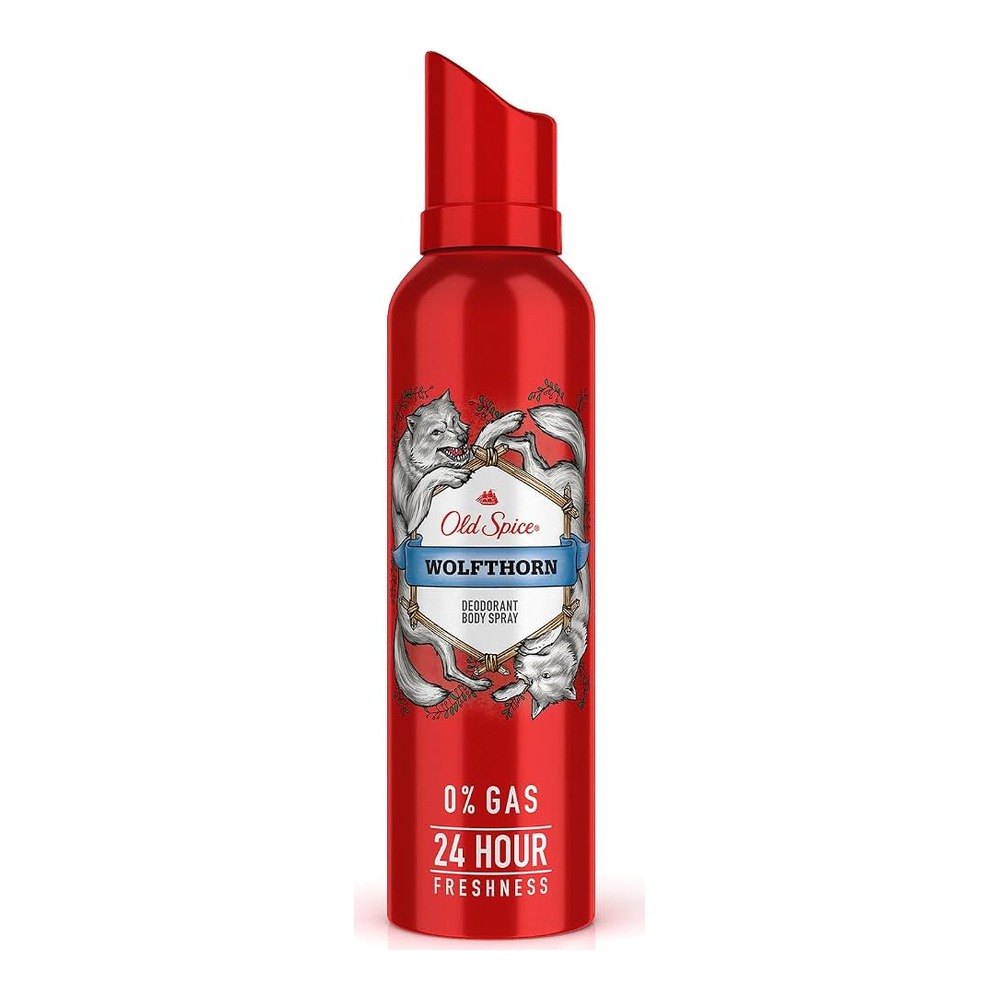 Old Spice®
WOLFTHORN
DEODORANT
BODY SPRAY
0% GAS
24 HOUR
FRESHNESS